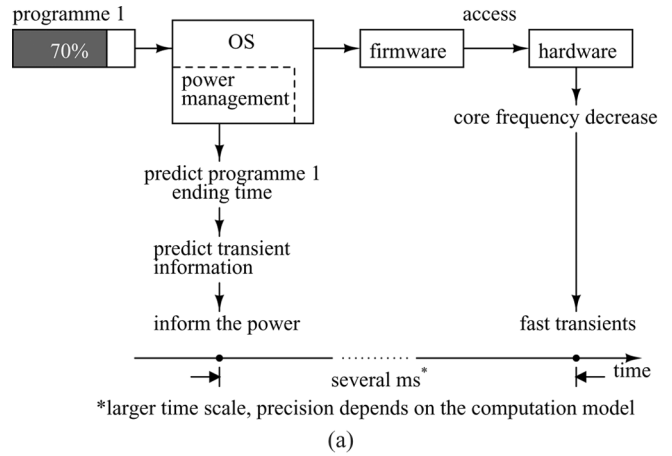 programme 1
70%
OS
power
management
firmware
access
hardware
core frequency decrease
predict programme 1
ending time
predict transient
information
inform the power
fast transients
several ms*
time
*larger time scale, precision depends on the computation model
(a)